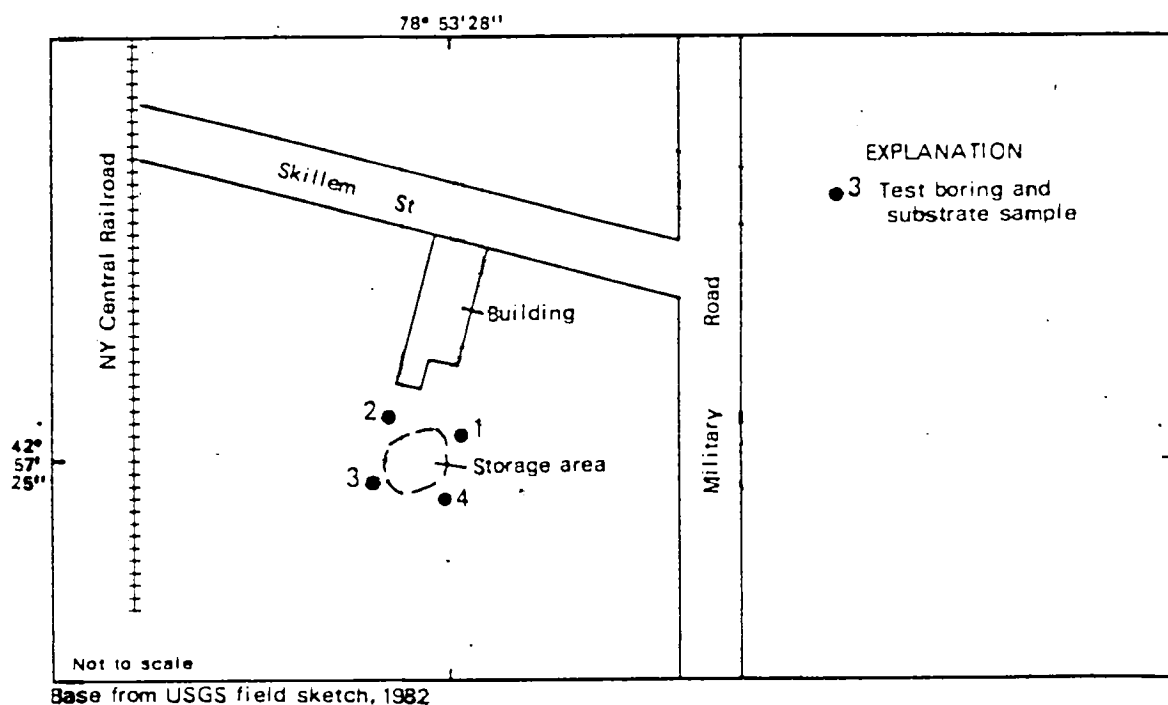 78° 53'28"
NY Central Railroad
Skillem St
EXPLANATION
3 Test boring and
substrate sample
Building
Military Road
2
1
42°
57'
25"
Storage area
3
4
Not to scale
Base from USGS field sketch, 1982